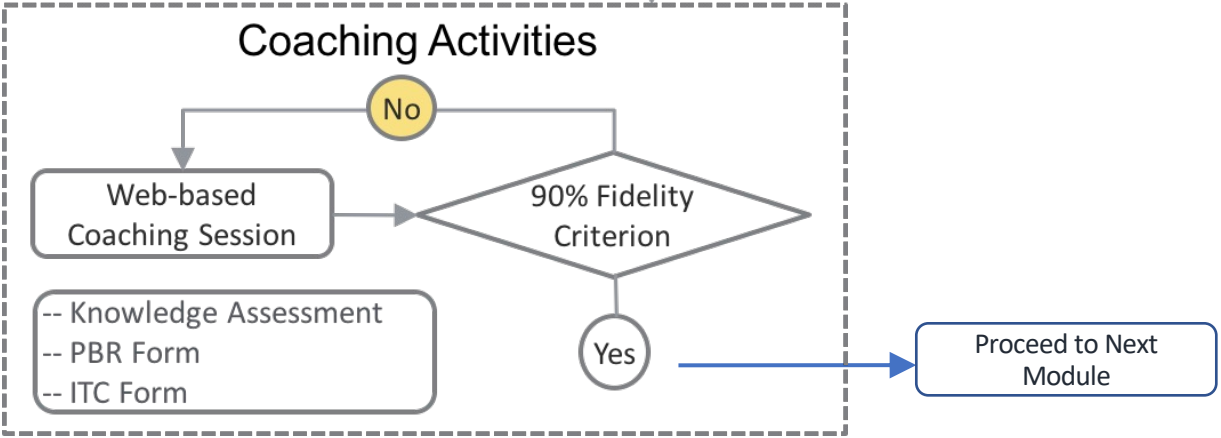 Coaching Activities
No
Web-based
Coaching Session
90% Fidelity
Criterion
-- Knowledge Assessment
-- PBR Form
-- ITC Form
Yes
Proceed to Next
Module